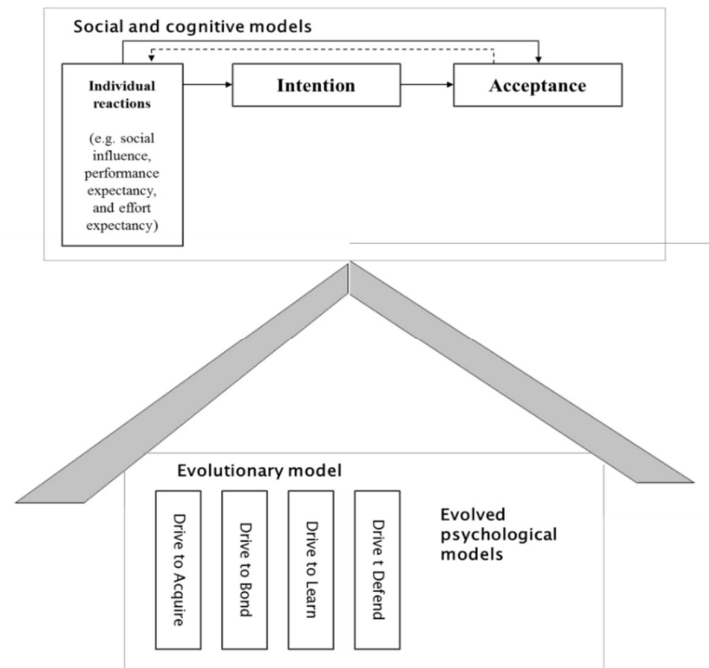 Social and cognitive models
Individual
reactions
(e.g. social
influence,
performance
expectancy,
and effort
expectancy)
Intention
Acceptance
Evolutionary model
Drive to Acquire
Drive to Bond
Drive to Learn
Drive t Defend
Evolved
psychological
models